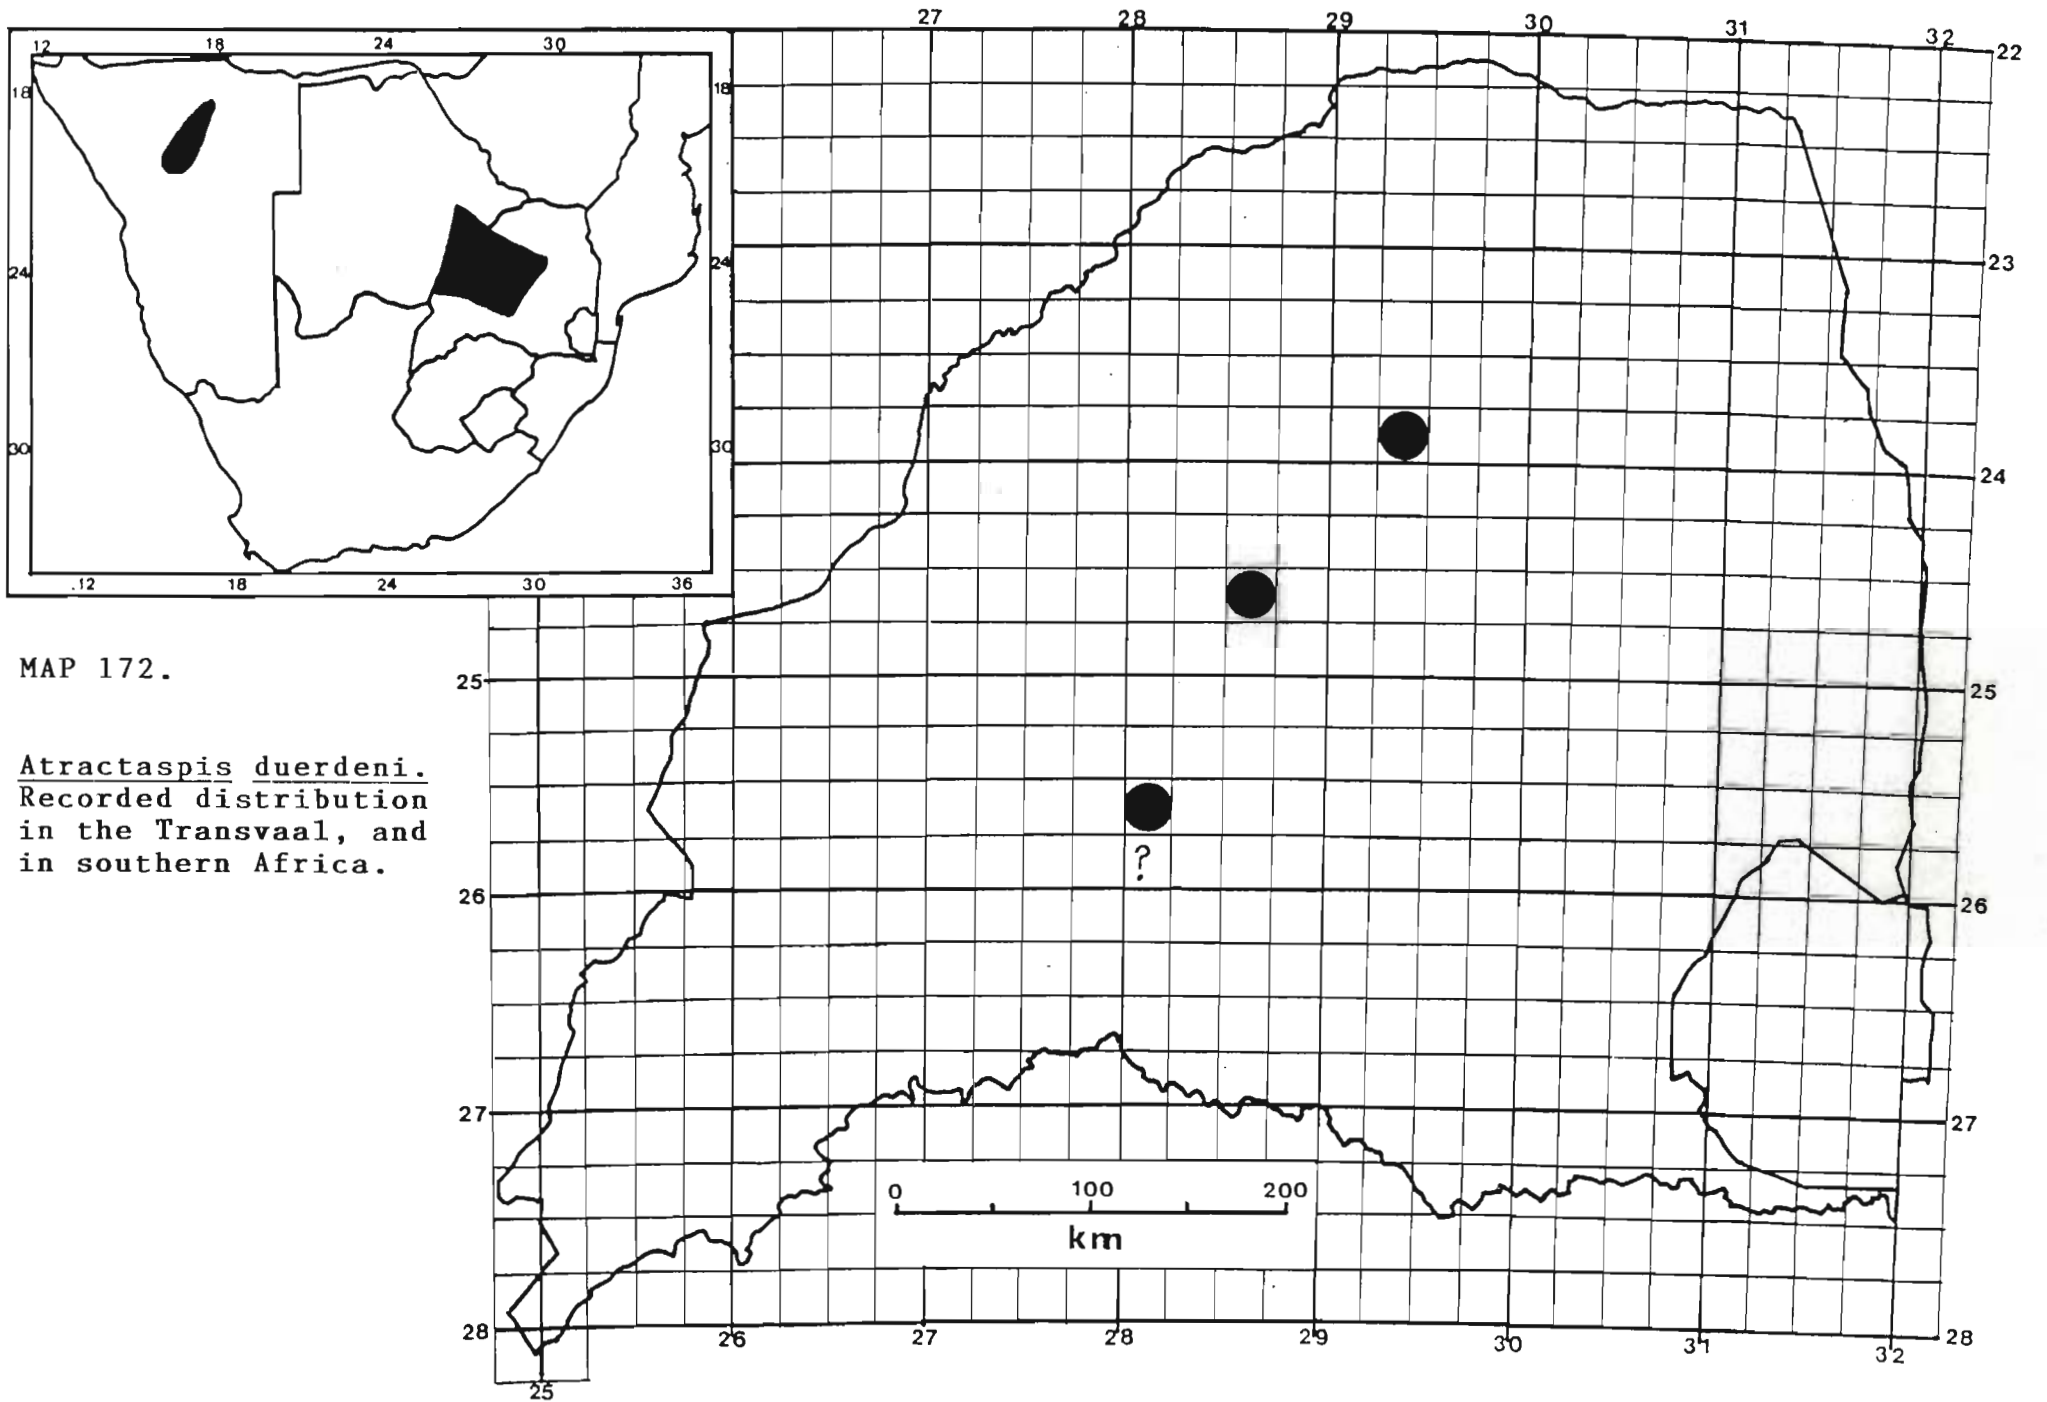 27 28 29 30 31 32
22
12 18 24 30
18 18
24 24
30 30
.12 18 24 30 36
23
24
MAP 172.
25 25
Atractaspis duerdeni.
Recorded distribution
in the Transvaal, and
in southern Africa.
?
26 26
27 27
0 100 200
km
28 28
26 27 28 29 30 31 32
25